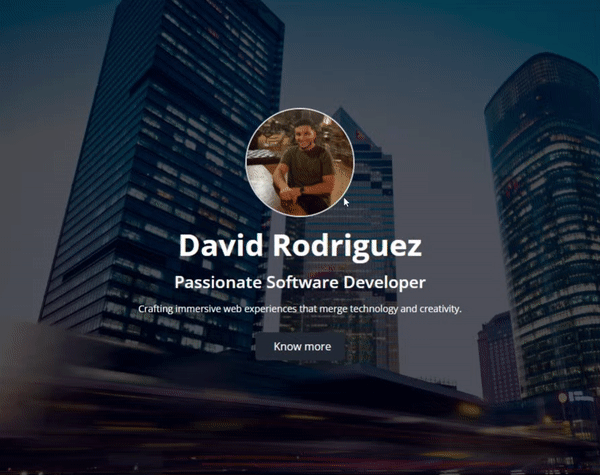 David Rodriguez
Passionate Software Developer
Crafting immersive web experiences that merge technology and creativity.
Know more